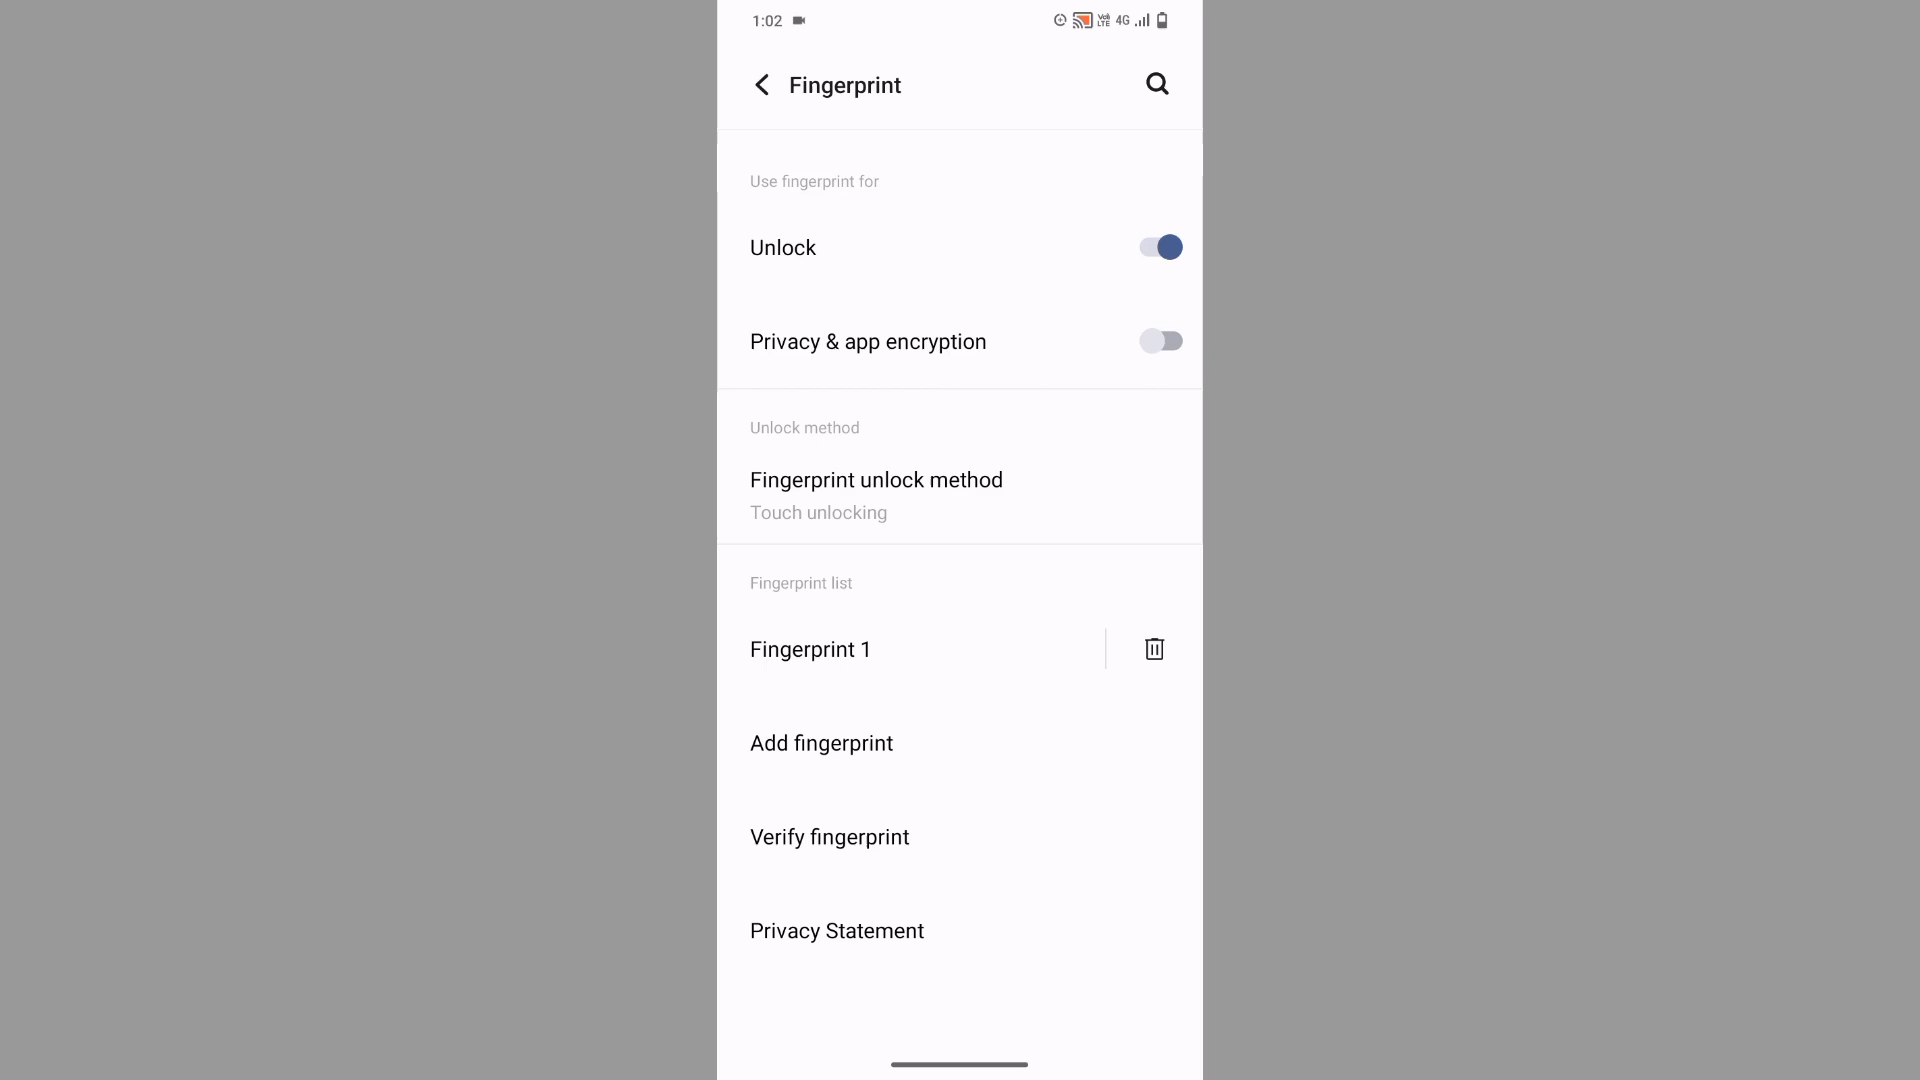 1:02 VoLTE 4G
Fingerprint
Use fingerprint for
Unlock
Privacy & app encryption
Unlock method
Fingerprint unlock method
Touch unlocking
Fingerprint list
Fingerprint 1
Add fingerprint
Verify fingerprint
Privacy Statement